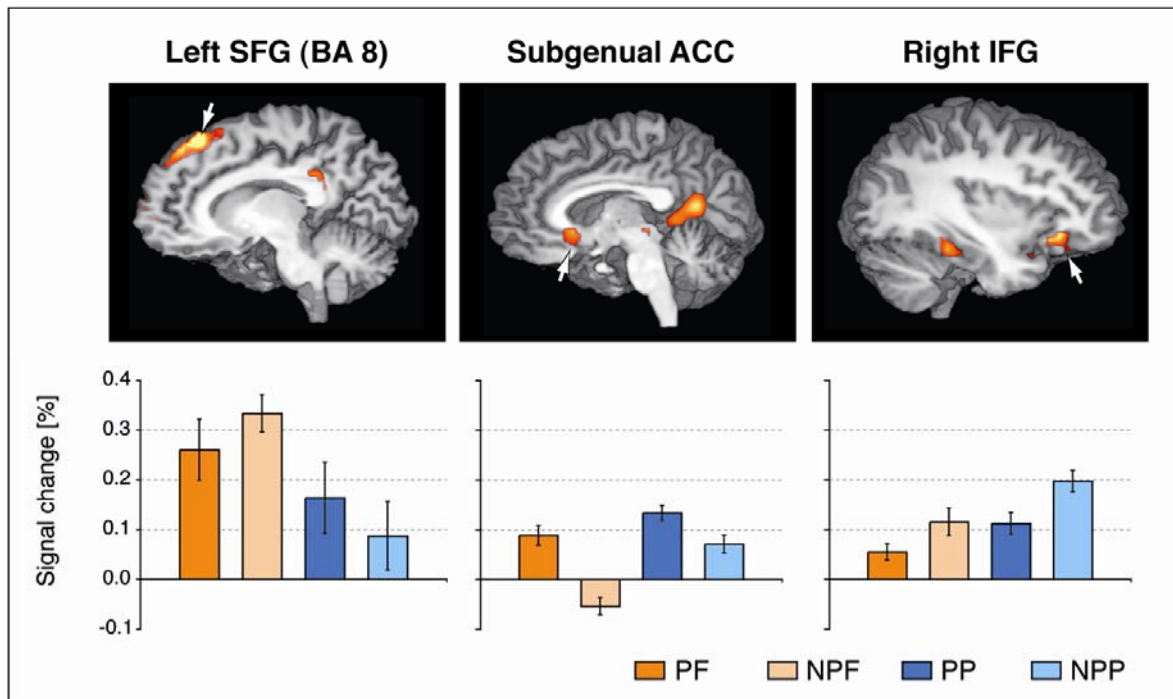 Left SFG (BA 8) Subgenual ACC Right IFG
Signal change [%]
0.4
0.3
0.2
0.1
0.0
-0.1
PF NPF PP NPP